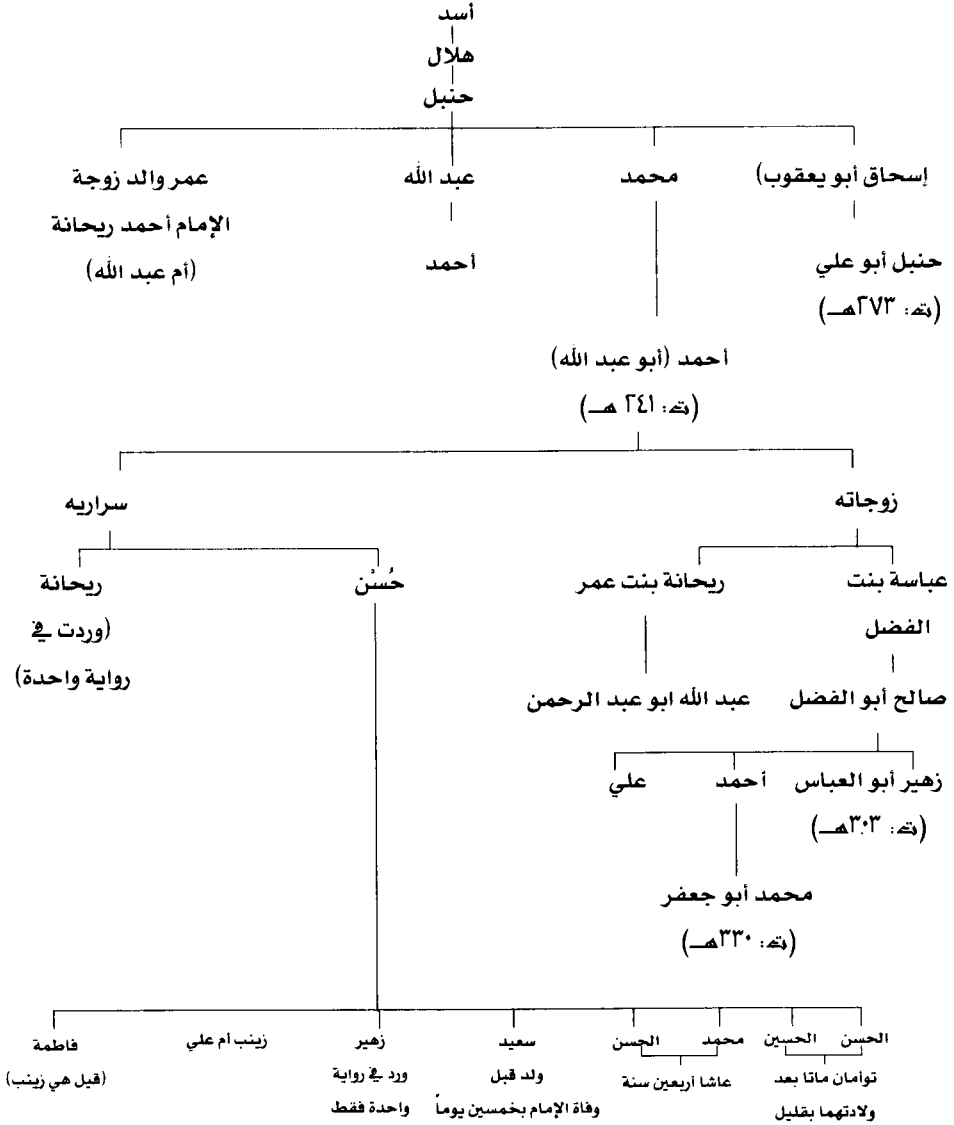 أسد
هلال
حنبل
إسحاق أبو يعقوب) محمد عبد الله عمر والد زوجة
الإمام أحمد ريحانة
حنبل أبو علي أحمد (أم عبد الله)
(ت: ٢٧٣هـ)
أحمد (أبو عبد الله)
(ت: ٢٤١ هـ)
زوجاته سراريه
عباسة بنت ريحانة بنت عمر حُسْن ريحانة
الفضل (وردت في
رواية واحدة)
صالح أبو الفضل عبد الله ابو عبد الرحمن
زهير أبو العباس أحمد علي
(ت: ٣٠٣هـ)
محمد أبو جعفر
(ت: ٣٣٠هـ)
الحسن الحسين محمد الحسن سعيد زهير زينب أم علي فاطمة
توأمان ماتا بعد عاشا أربعين سنة ولد قبل ورد في رواية (قيل هي زينب)
ولادتهما بقليل وفاة الإمام بخمسين يوماً واحدة فقط